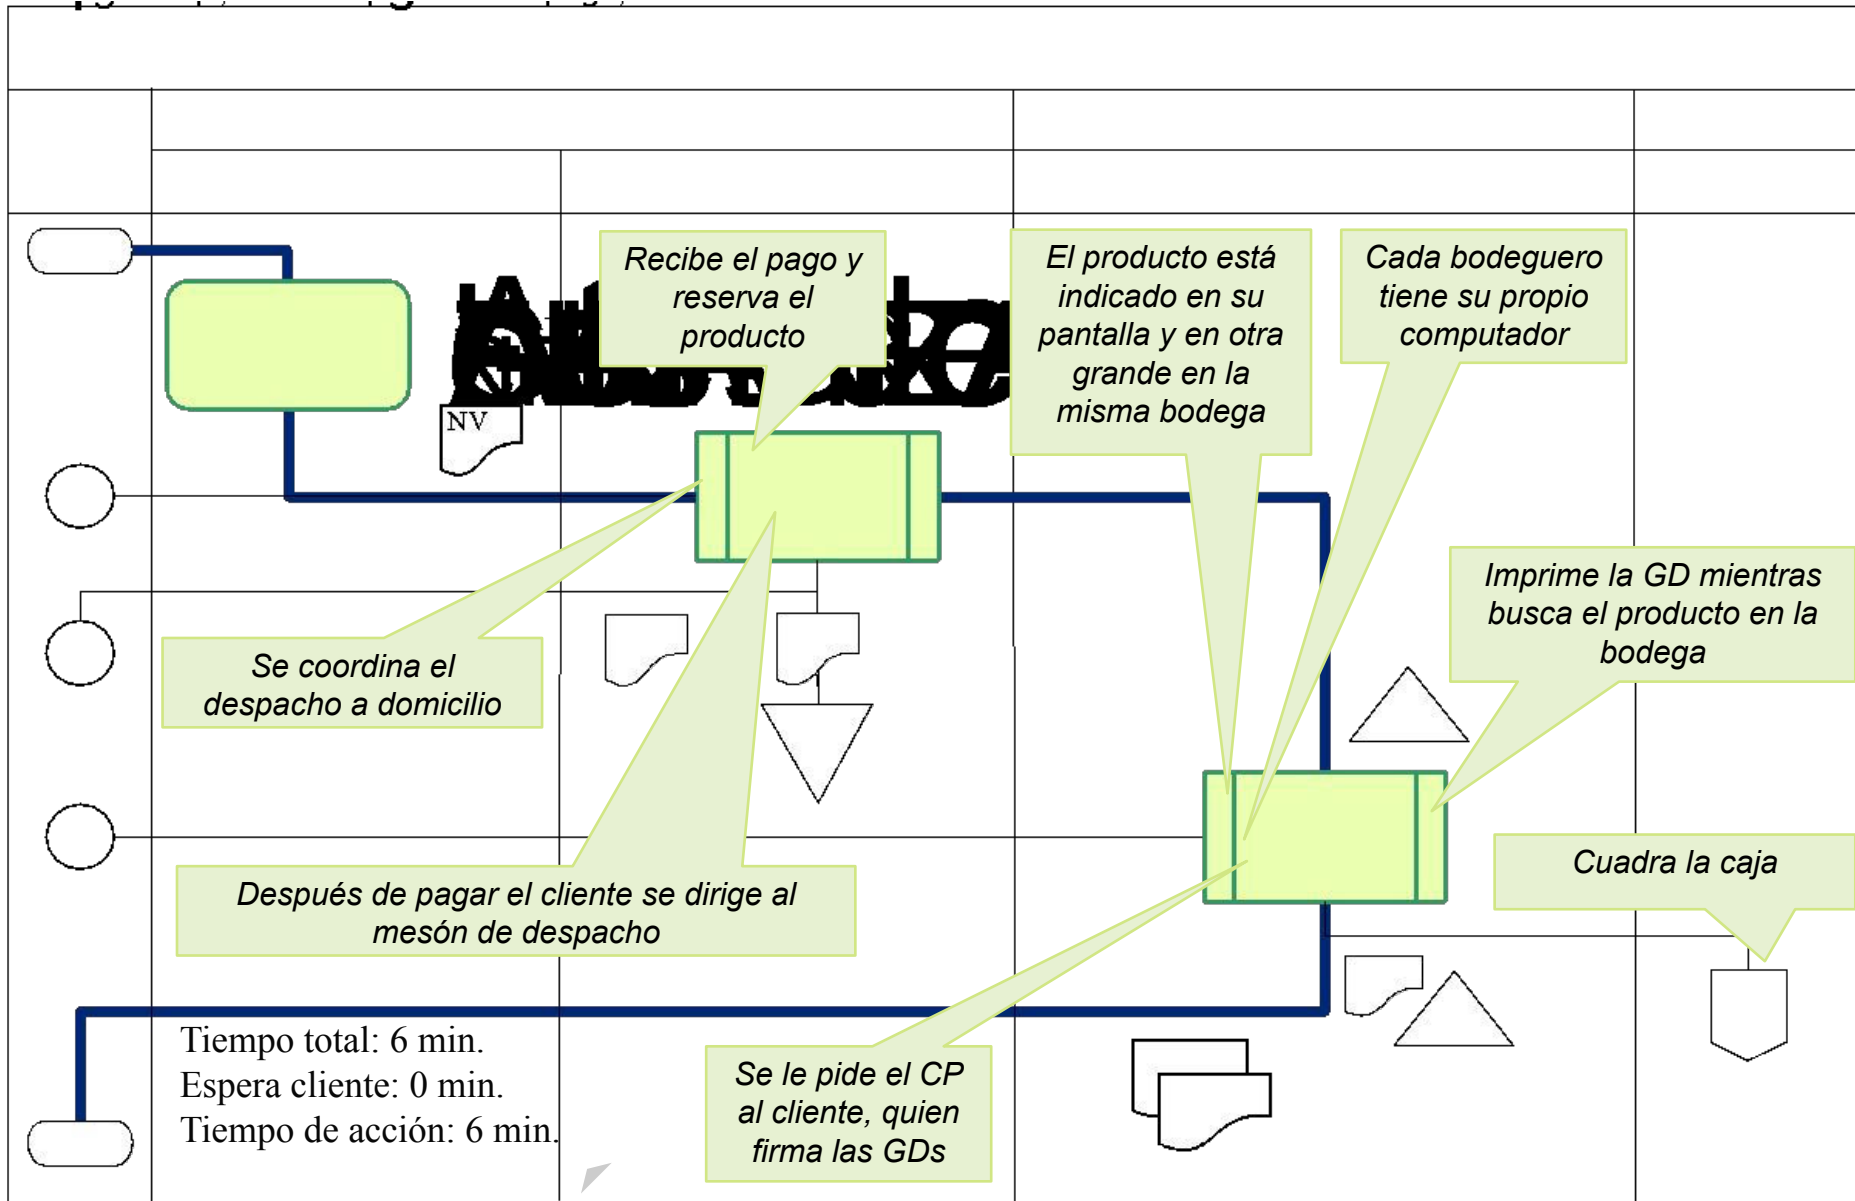 Recibe el pago y
reserva el
producto
El producto está
indicado en su
pantalla y en otra
grande en la
misma bodega
Cada bodeguero
tiene su propio
computador
NV
Imprime la GD mientras
busca el producto en la
bodega
Se coordina el
despacho a domicilio
Después de pagar el cliente se dirige al
mesón de despacho
Cuadra la caja
Tiempo total: 6 min.
Espera cliente: 0 min.
Tiempo de acción: 6 min.
Se le pide el CP
al cliente, quien
firma las GDs